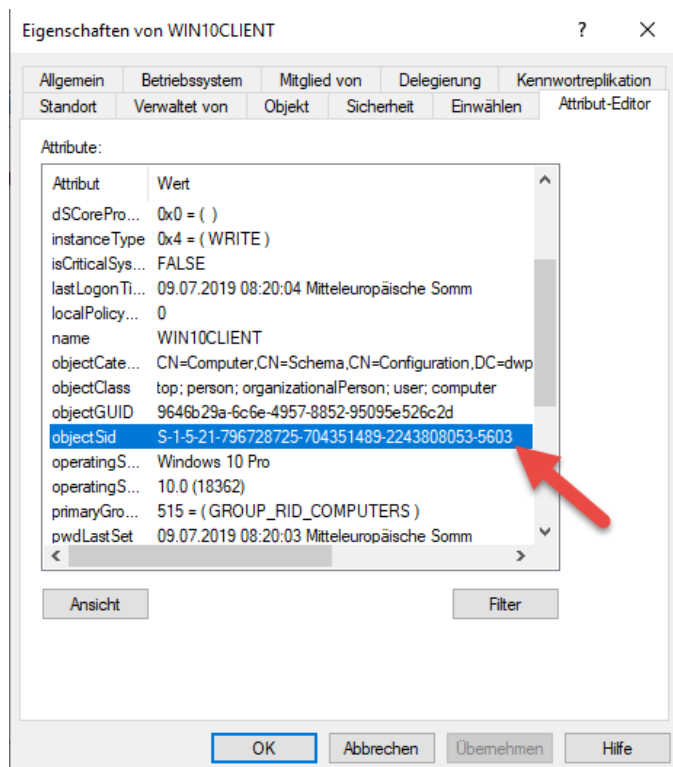 Eigenschaften von WIN10CLIENT ? ×
Allgemein Betriebssystem Mitglied von Delegierung Kennwortreplikation
Standort Verwaltet von Objekt Sicherheit Einwählen Attribut-Editor
Attribute:
Attribut Wert
dSCorePro... 0x0 = ( )
instanceType 0x4 = ( WRITE )
isCriticalSys... FALSE
lastLogonTi... 09.07.2019 08:20:04 Mitteleuropäische Somm
localPolicy... 0
name WIN10CLIENT
objectCate... CN=Computer,CN=Schema,CN=Configuration,DC=dwp
objectClass top; person; organizationalPerson; user; computer
objectGUID 9646b29a-6c6e-4957-8852-95095e526c2d
objectSid S-1-5-21-796728725-704351489-2243808053-5603
operatingS... Windows 10 Pro
operatingS... 10.0 (18362)
primaryGro... 515 = ( GROUP_RID_COMPUTERS )
pwdLastSet 09.07.2019 08:20:03 Mitteleuropäische Somm
Ansicht Filter
OK Abbrechen Übernehmen Hilfe